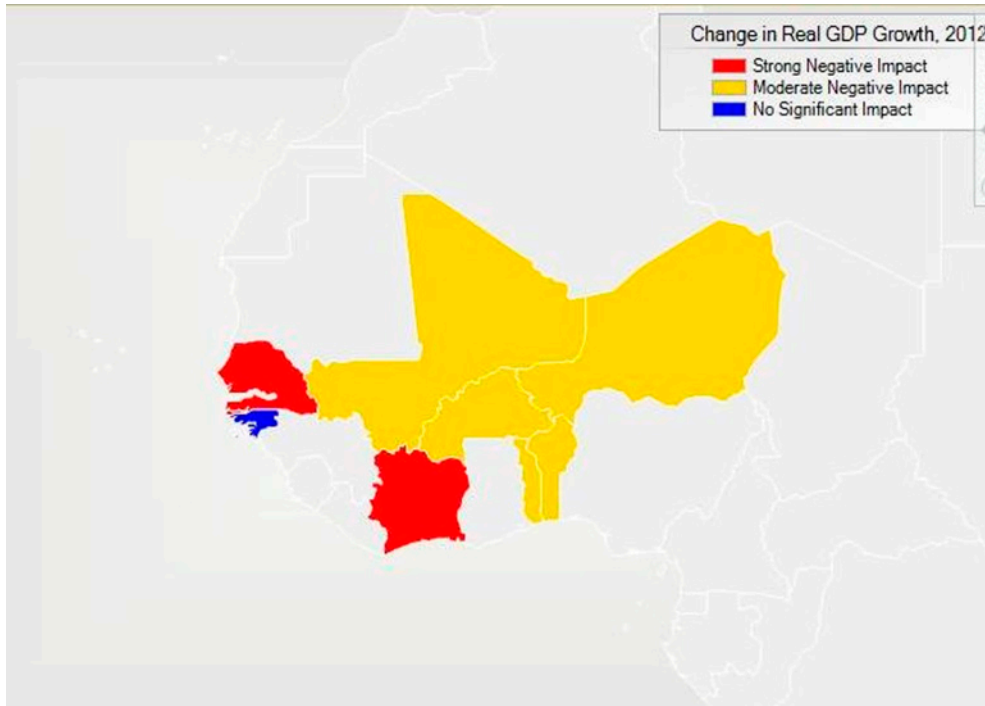 Change in Real GDP Growth, 2012
Strong Negative Impact
Moderate Negative Impact
No Significant Impact